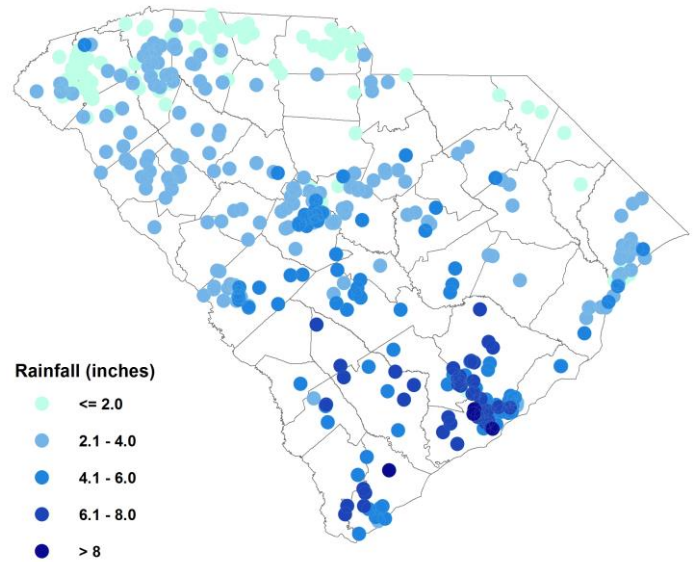 Rainfall (inches)
<= 2.0
2.1 - 4.0
4.1 - 6.0
6.1 - 8.0
> 8